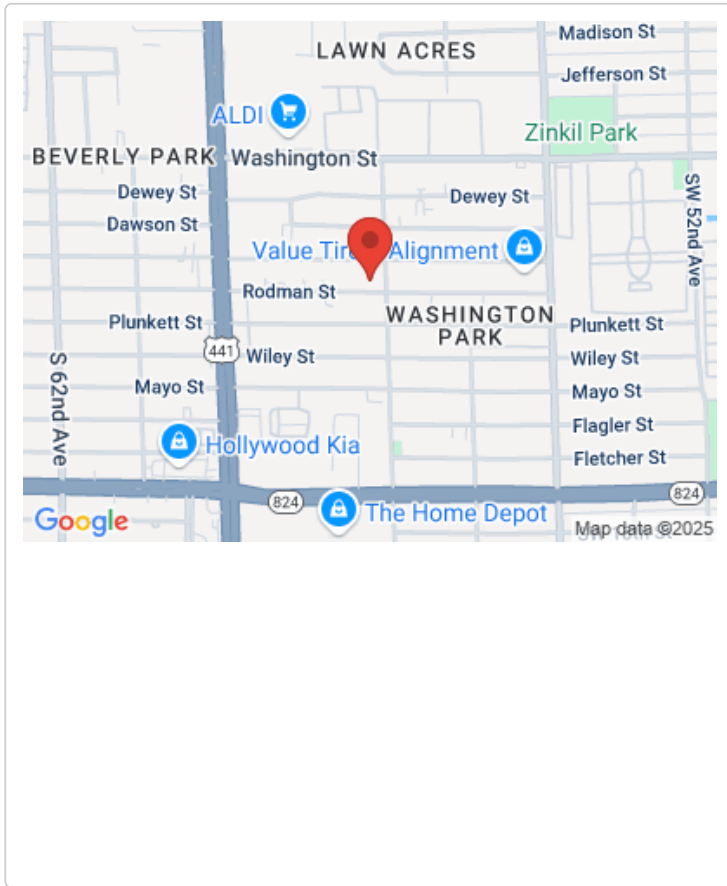 Madison St
LAWN ACRES
Jefferson St
ALDI
Zinkil Park
BEVERLY PARK
Washington St
Dewey St
Dewey St
SW 52nd Ave
Dawson St
Value Tire Alignment
Rodman St
WASHINGTON
PARK
Plunkett St
Plunkett St
441
Wiley St
Wiley St
S 62nd Ave
Mayo St
Mayo St
Flagler St
Hollywood Kia
Fletcher St
824
824
The Home Depot
Google
Map data ©2025